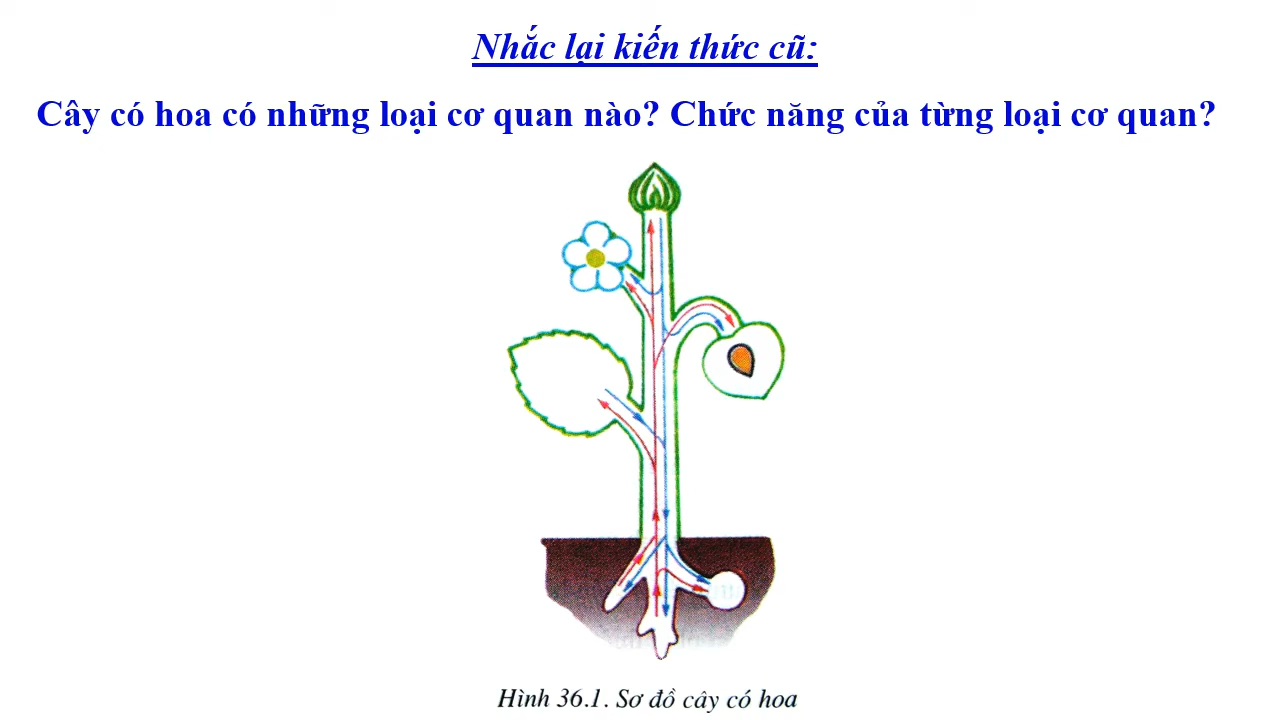 Nhắc lại kiến thức cũ:
Cây có hoa có những loại cơ quan nào? Chức năng của từng loại cơ quan?
Hình 36.1. Sơ đồ cây có hoa